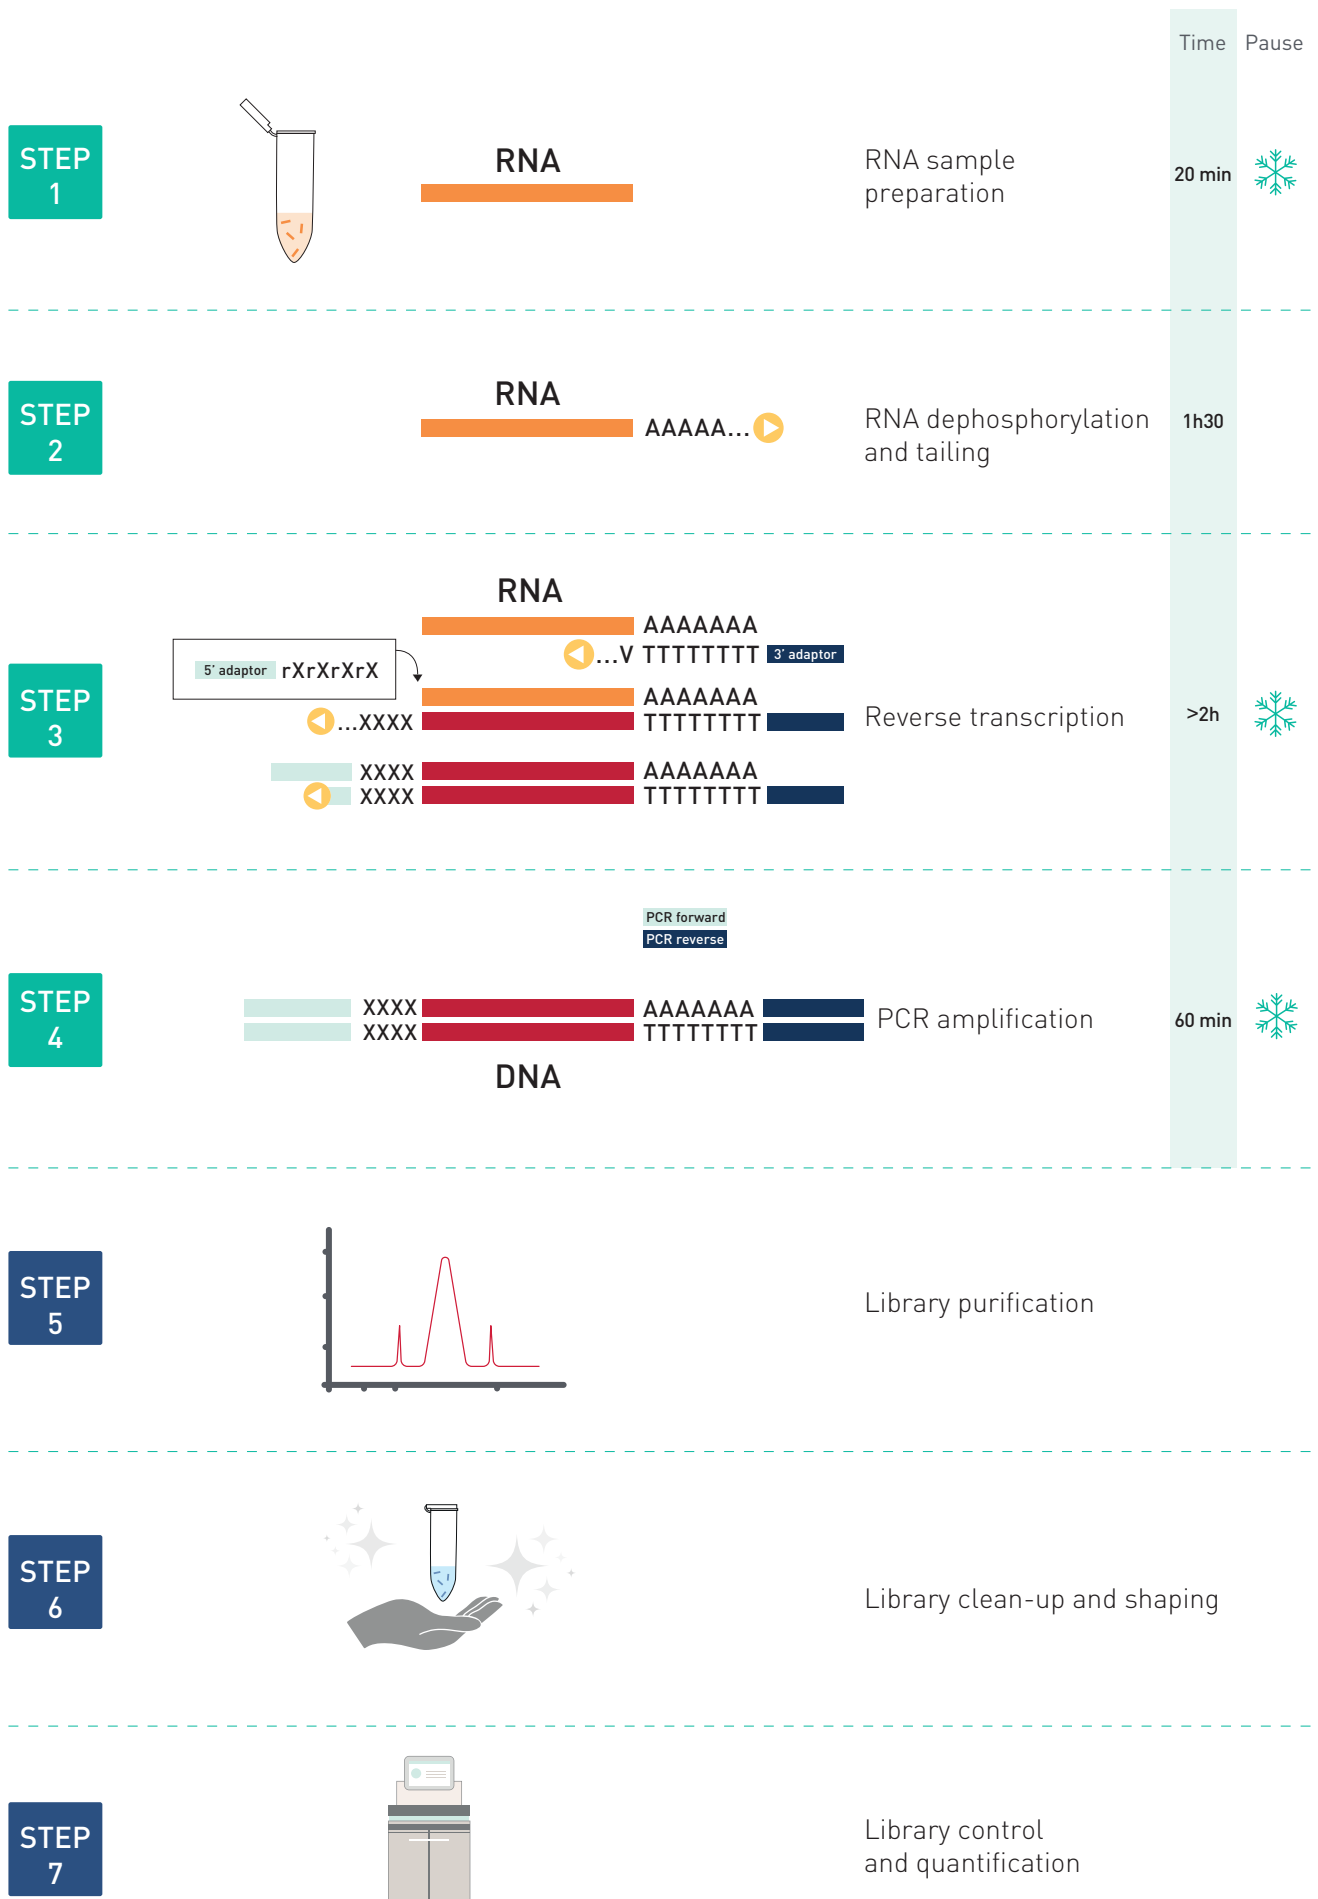 Time Pause
STEP
1
RNA
RNA sample
preparation
20 min
STEP
2
RNA
AAAAA...
RNA dephosphorylation
and tailing
1h30
STEP
3
RNA
AAAAAAA
...V TTTTTTTT 3' adaptor
5' adaptor rXrXrXrX
AAAAAAA
...XXXX TTTTTTTT
Reverse transcription
>2h
XXXX AAAAAAA
XXXX TTTTTTTT
STEP
4
PCR forward
PCR reverse
XXXX AAAAAAA
XXXX TTTTTTTT
DNA
PCR amplification
60 min
STEP
5
Library purification
STEP
6
Library clean-up and shaping
STEP
7
Library control
and quantification